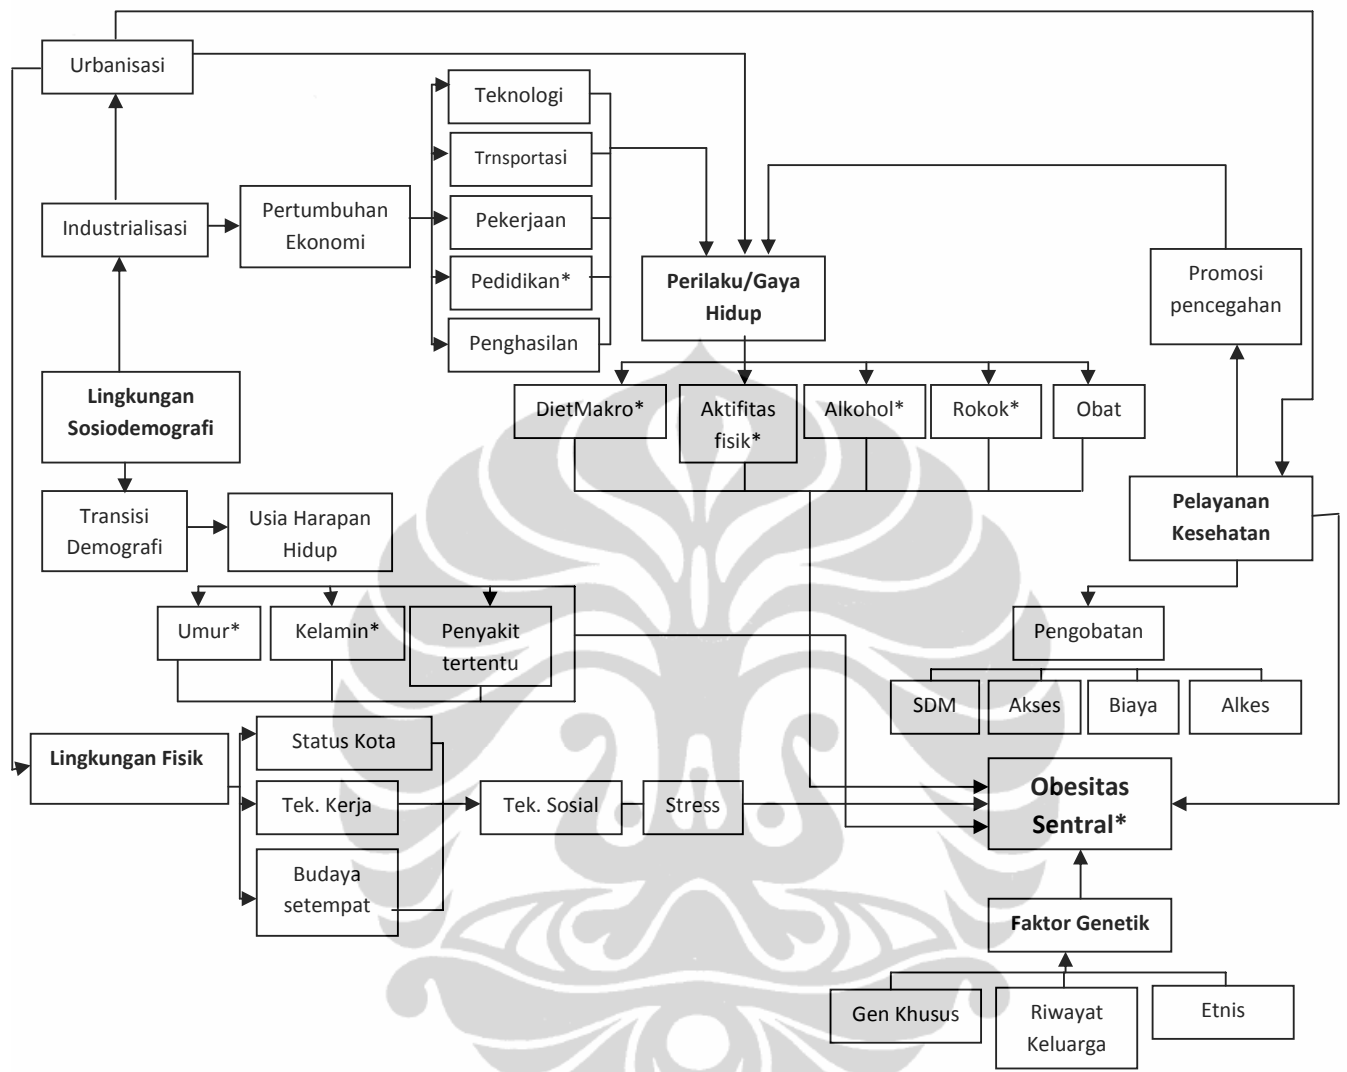 Urbanisasi
Teknologi
Trnsportasi
Industrialisasi
Pertumbuhan
Ekonomi
Pekerjaan
Pedidikan*
Penghasilan
Perilaku/Gaya
Hidup
Promosi
pencegahan
Lingkungan
Sosiodemografi
DietMakro*
Aktifitas
fisik*
Alkohol*
Rokok*
Obat
Transisi
Demografi
Usia Harapan
Hidup
Pelayanan
Kesehatan
Umur*
Kelamin*
Penyakit
tertentu
Pengobatan
SDM
Akses
Biaya
Alkes
Lingkungan Fisik
Status Kota
Tek. Kerja
Tek. Sosial
Stress
Obesitas
Sentral*
Budaya
setempat
Faktor Genetik
Gen Khusus
Riwayat
Keluarga
Etnis